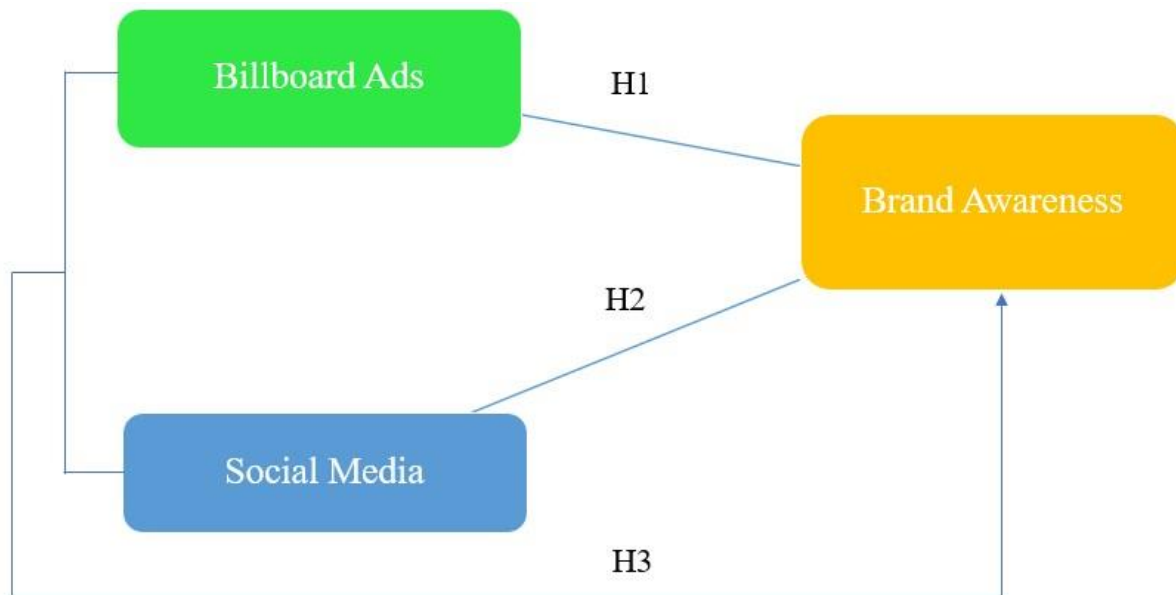 Billboard Ads
H1
Brand Awareness
H2
Social Media
H3